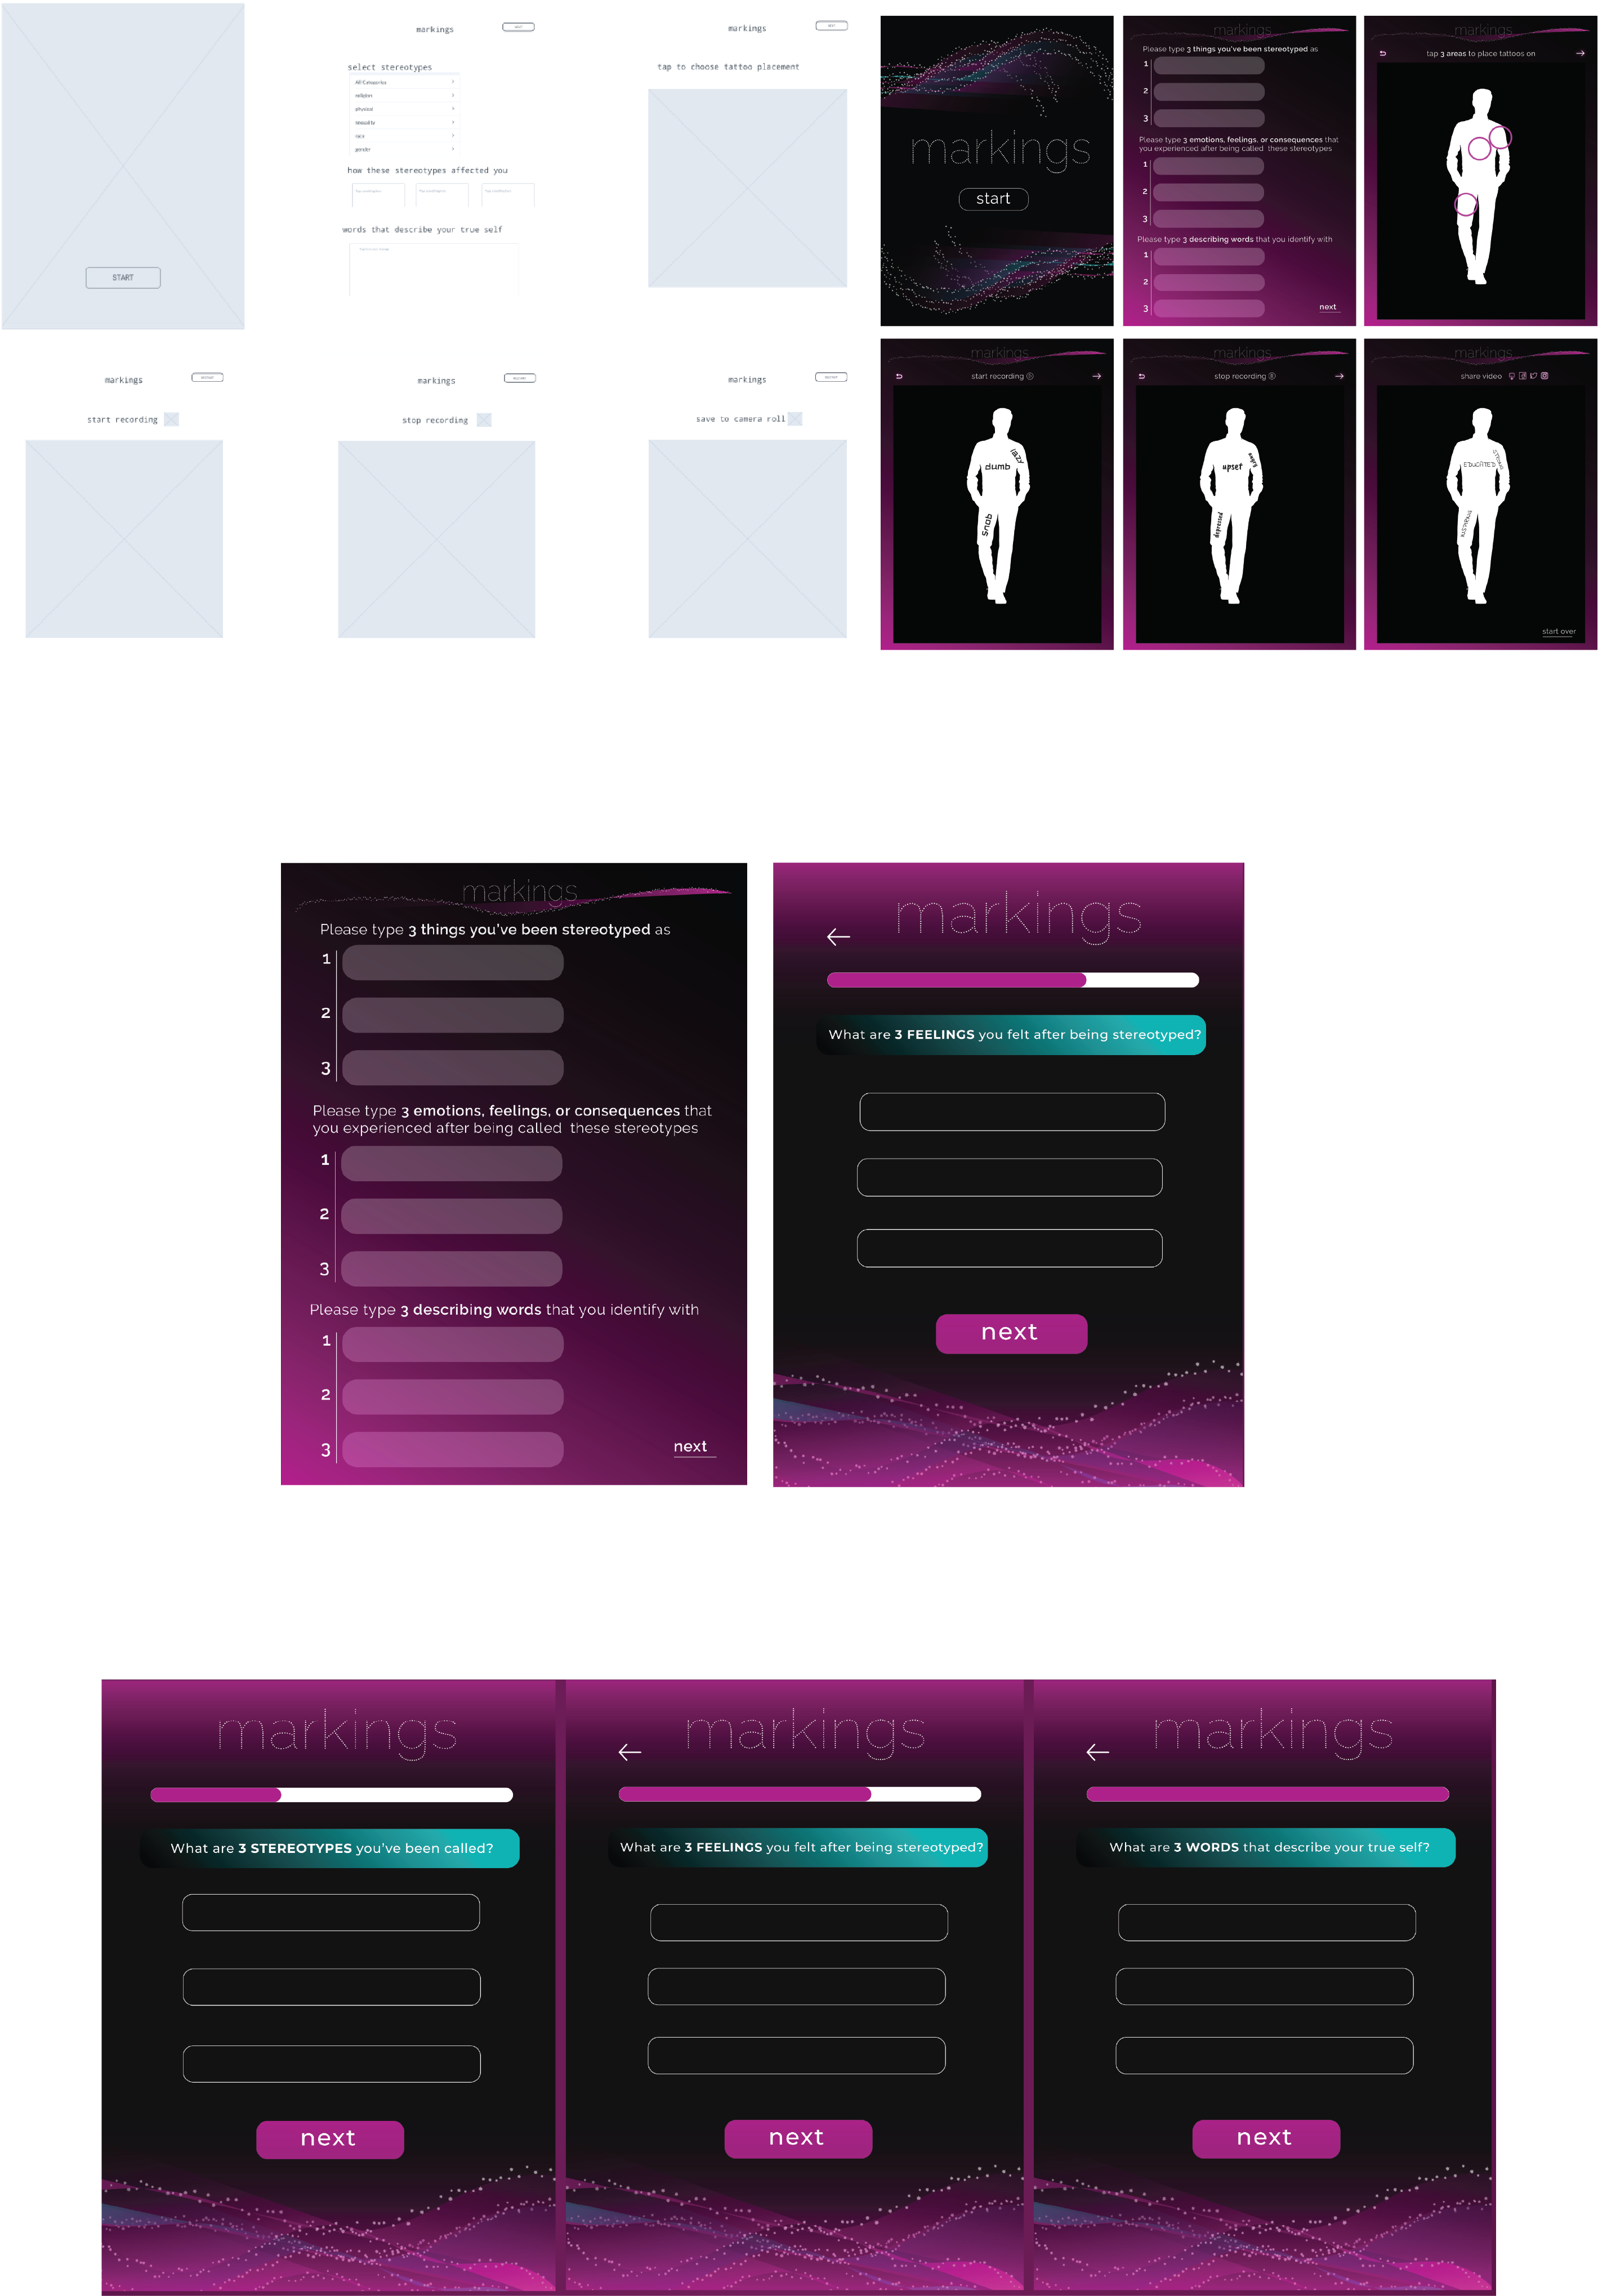 START
markings
select stereotypes
All Categories
religion
physical
sexuality
race
gender
how these stereotypes affected you
words that describe your true self
markings
tap to choose tattoo placement
markings
start recording
markings
stop recording
markings
save to camera roll
markings
start
markings
Please type 3 things you've been stereotyped as
1
2
3
Please type 3 emotions, feelings, or consequences that
you experienced after being called these stereotypes
1
2
3
Please type 3 describing words that you identify with
1
2
3
next
markings
tap 3 areas to place tattoos on
markings
start recording
lazy
dumb
snob
markings
stop recording
upset
depressed
markings
share video
STRONG
EDUCATED
start over
markings
Please type 3 things you've been stereotyped as
1
2
3
Please type 3 emotions, feelings, or consequences that
you experienced after being called these stereotypes
1
2
3
Please type 3 describing words that you identify with
1
2
3
next
markings
What are 3 FEELINGS you felt after being stereotyped?
next
markings
What are 3 STEREOTYPES you've been called?
next
markings
What are 3 FEELINGS you felt after being stereotyped?
next
markings
What are 3 WORDS that describe your true self?
next